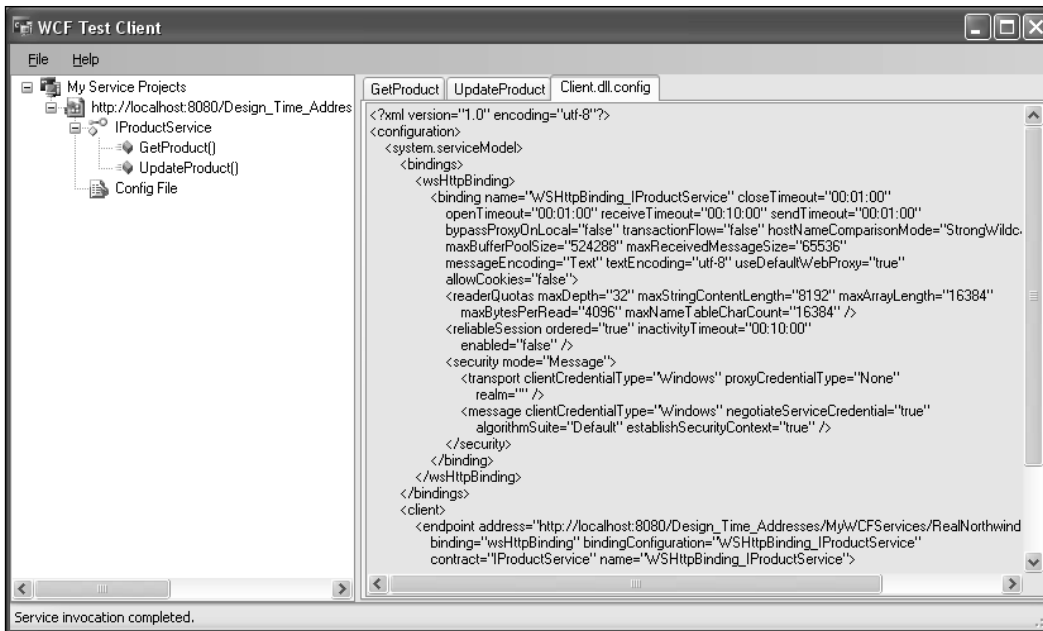 WCF Test Client
File Help
My Service Projects
http://localhost:8080/Design_Time_Addres
IProductService
GetProduct()
UpdateProduct()
Config File
GetProduct UpdateProduct Client.dll.config
<?xml version="1.0" encoding="utf-8"?>
<configuration>
<system.serviceModel>
<bindings>
<wsHttpBinding>
<binding name="WSHttpBinding_IProductService" closeTimeout="00:01:00"
openTimeout="00:01:00" receiveTimeout="00:10:00" sendTimeout="00:01:00"
bypassProxyOnLocal="false" transactionFlow="false" hostNameComparisonMode="StrongWildc
maxBufferPoolSize="524288" maxReceivedMessageSize="65536"
messageEncoding="Text" textEncoding="utf-8" useDefaultWebProxy="true"
allowCookies="false">
<readerQuotas maxDepth="32" maxStringContentLength="8192" maxArrayLength="16384"
maxBytesPerRead="4096" maxNameTableCharCount="16384" />
<reliableSession ordered="true" inactivityTimeout="00:10:00"
enabled="false" />
<security mode="Message">
<transport clientCredentialType="Windows" proxyCredentialType="None"
realm="" />
<message clientCredentialType="Windows" negotiateServiceCredential="true"
algorithmSuite="Default" establishSecurityContext="true" />
</security>
</binding>
</wsHttpBinding>
</bindings>
<client>
<endpoint address="http://localhost:8080/Design_Time_Addresses/MyWCFServices/RealNorthwind
binding="wsHttpBinding" bindingConfiguration="WSHttpBinding_IProductService"
contract="IProductService" name="WSHttpBinding_IProductService">
Service invocation completed.